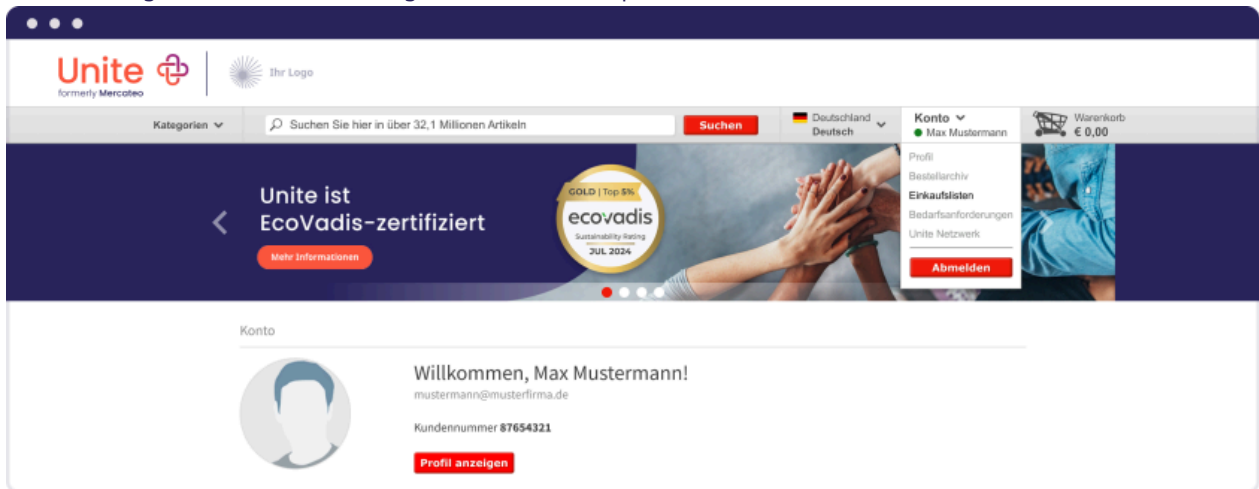 Unite
formerly Mercateo
Ihr Logo
Kategorien
Suchen Sie hier in über 32,1 Millionen Artikeln
Suchen
Deutschland
Deutsch
Konto
Max Mustermann
Warenkorb
€ 0,00
Profil
Bestellarchiv
Einkaufslisten
Bedarfsanforderungen
Unite Netzwerk
Abmelden
Unite ist
EcoVadis-zertifiziert
Mehr Informationen
GOLD | Top 5%
ecovadis
Sustainability Rating
JUL 2024
Konto
Willkommen, Max Mustermann!
mustermann@musterfirma.de
Kundennummer 87654321
Profil anzeigen